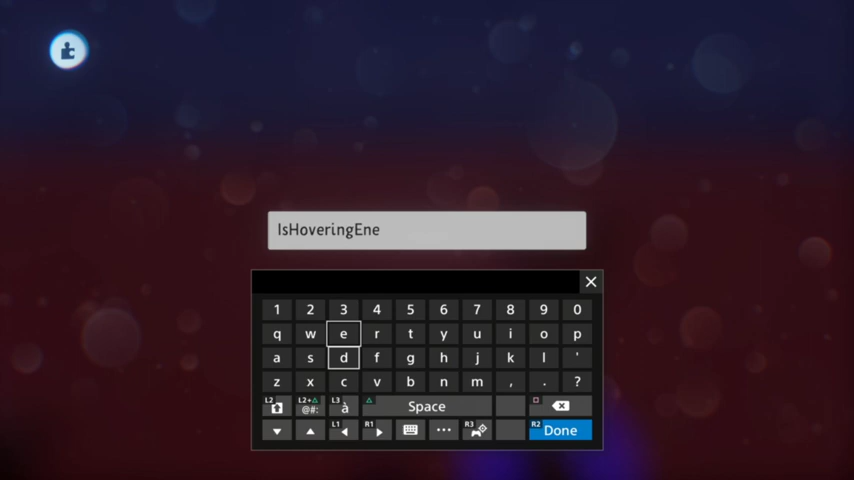 IsHoveringEne
1 2 3 4 5 6 7 8 9 0
q w e r t y u i o p
a s d f g h j k l '
z x c v b n m , . ?
L2 L2+△ @#: L3 à △ Space □
L1 R1 ... R3 R2 Done